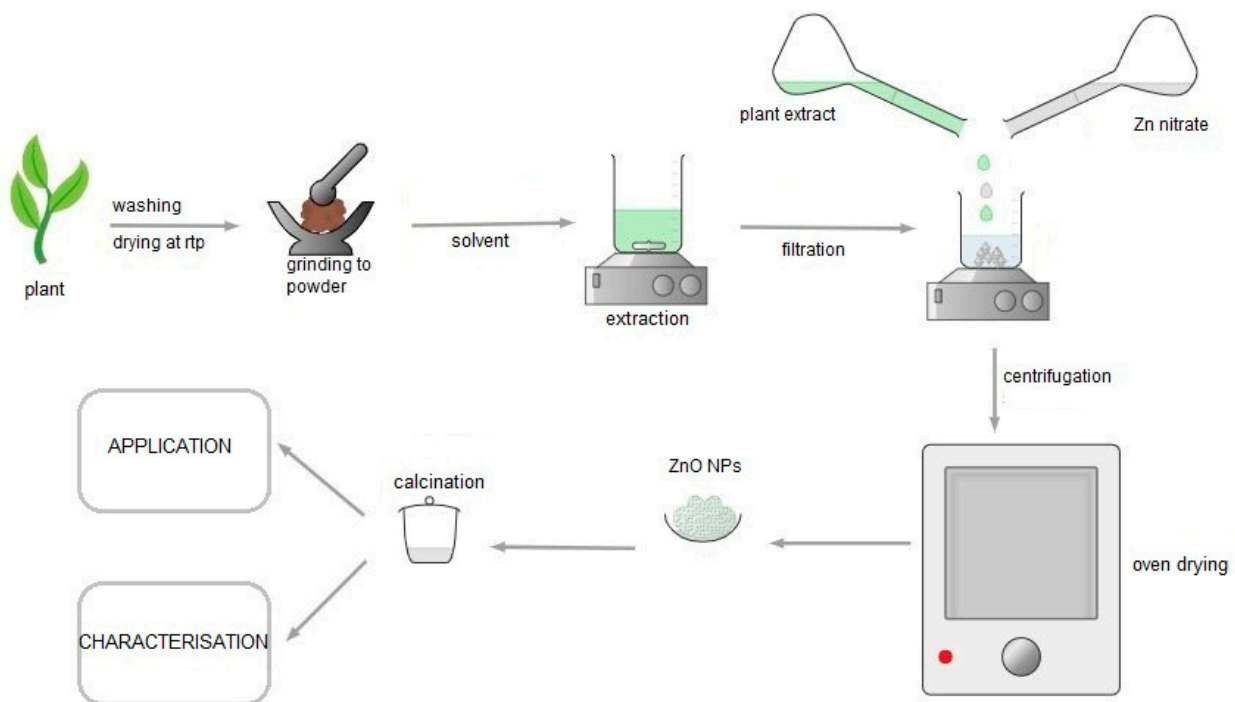 plant
washing
drying at rtp
grinding to
powder
solvent
extraction
filtration
plant extract
Zn nitrate
centrifugation
oven drying
ZnO NPs
calcination
APPLICATION
CHARACTERISATION